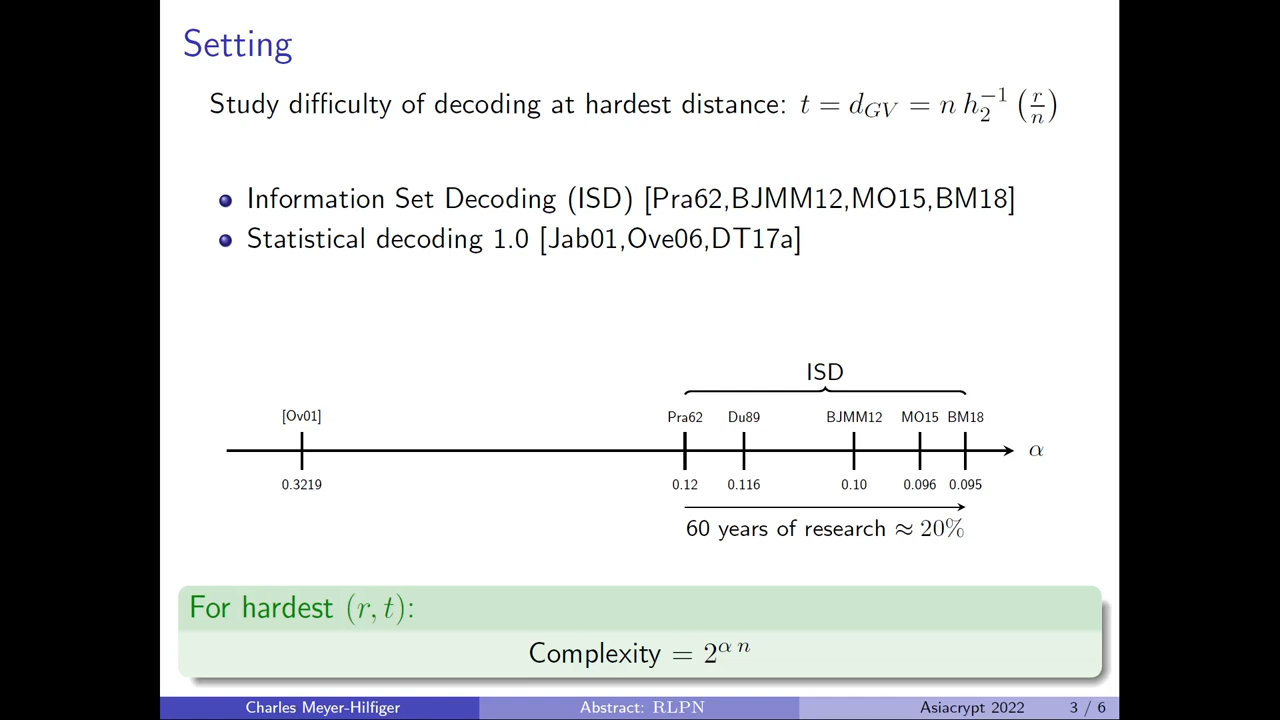 Setting
Study difficulty of decoding at hardest distance: t = d_{GV} = n h_2^{-1} (r/n)
Information Set Decoding (ISD) [Pra62,BJMM12,MO15,BM18]
Statistical decoding 1.0 [Jab01,Ove06,DT17a]
ISD
[Ov01] Pra62 Du89 BJMM12 MO15 BM18
α
0.3219 0.12 0.116 0.10 0.096 0.095
60 years of research ≈ 20%
For hardest (r, t):
Complexity = 2^{α n}
Charles Meyer-Hilfiger Abstract: RLPN Asiacrypt 2022 3 / 6